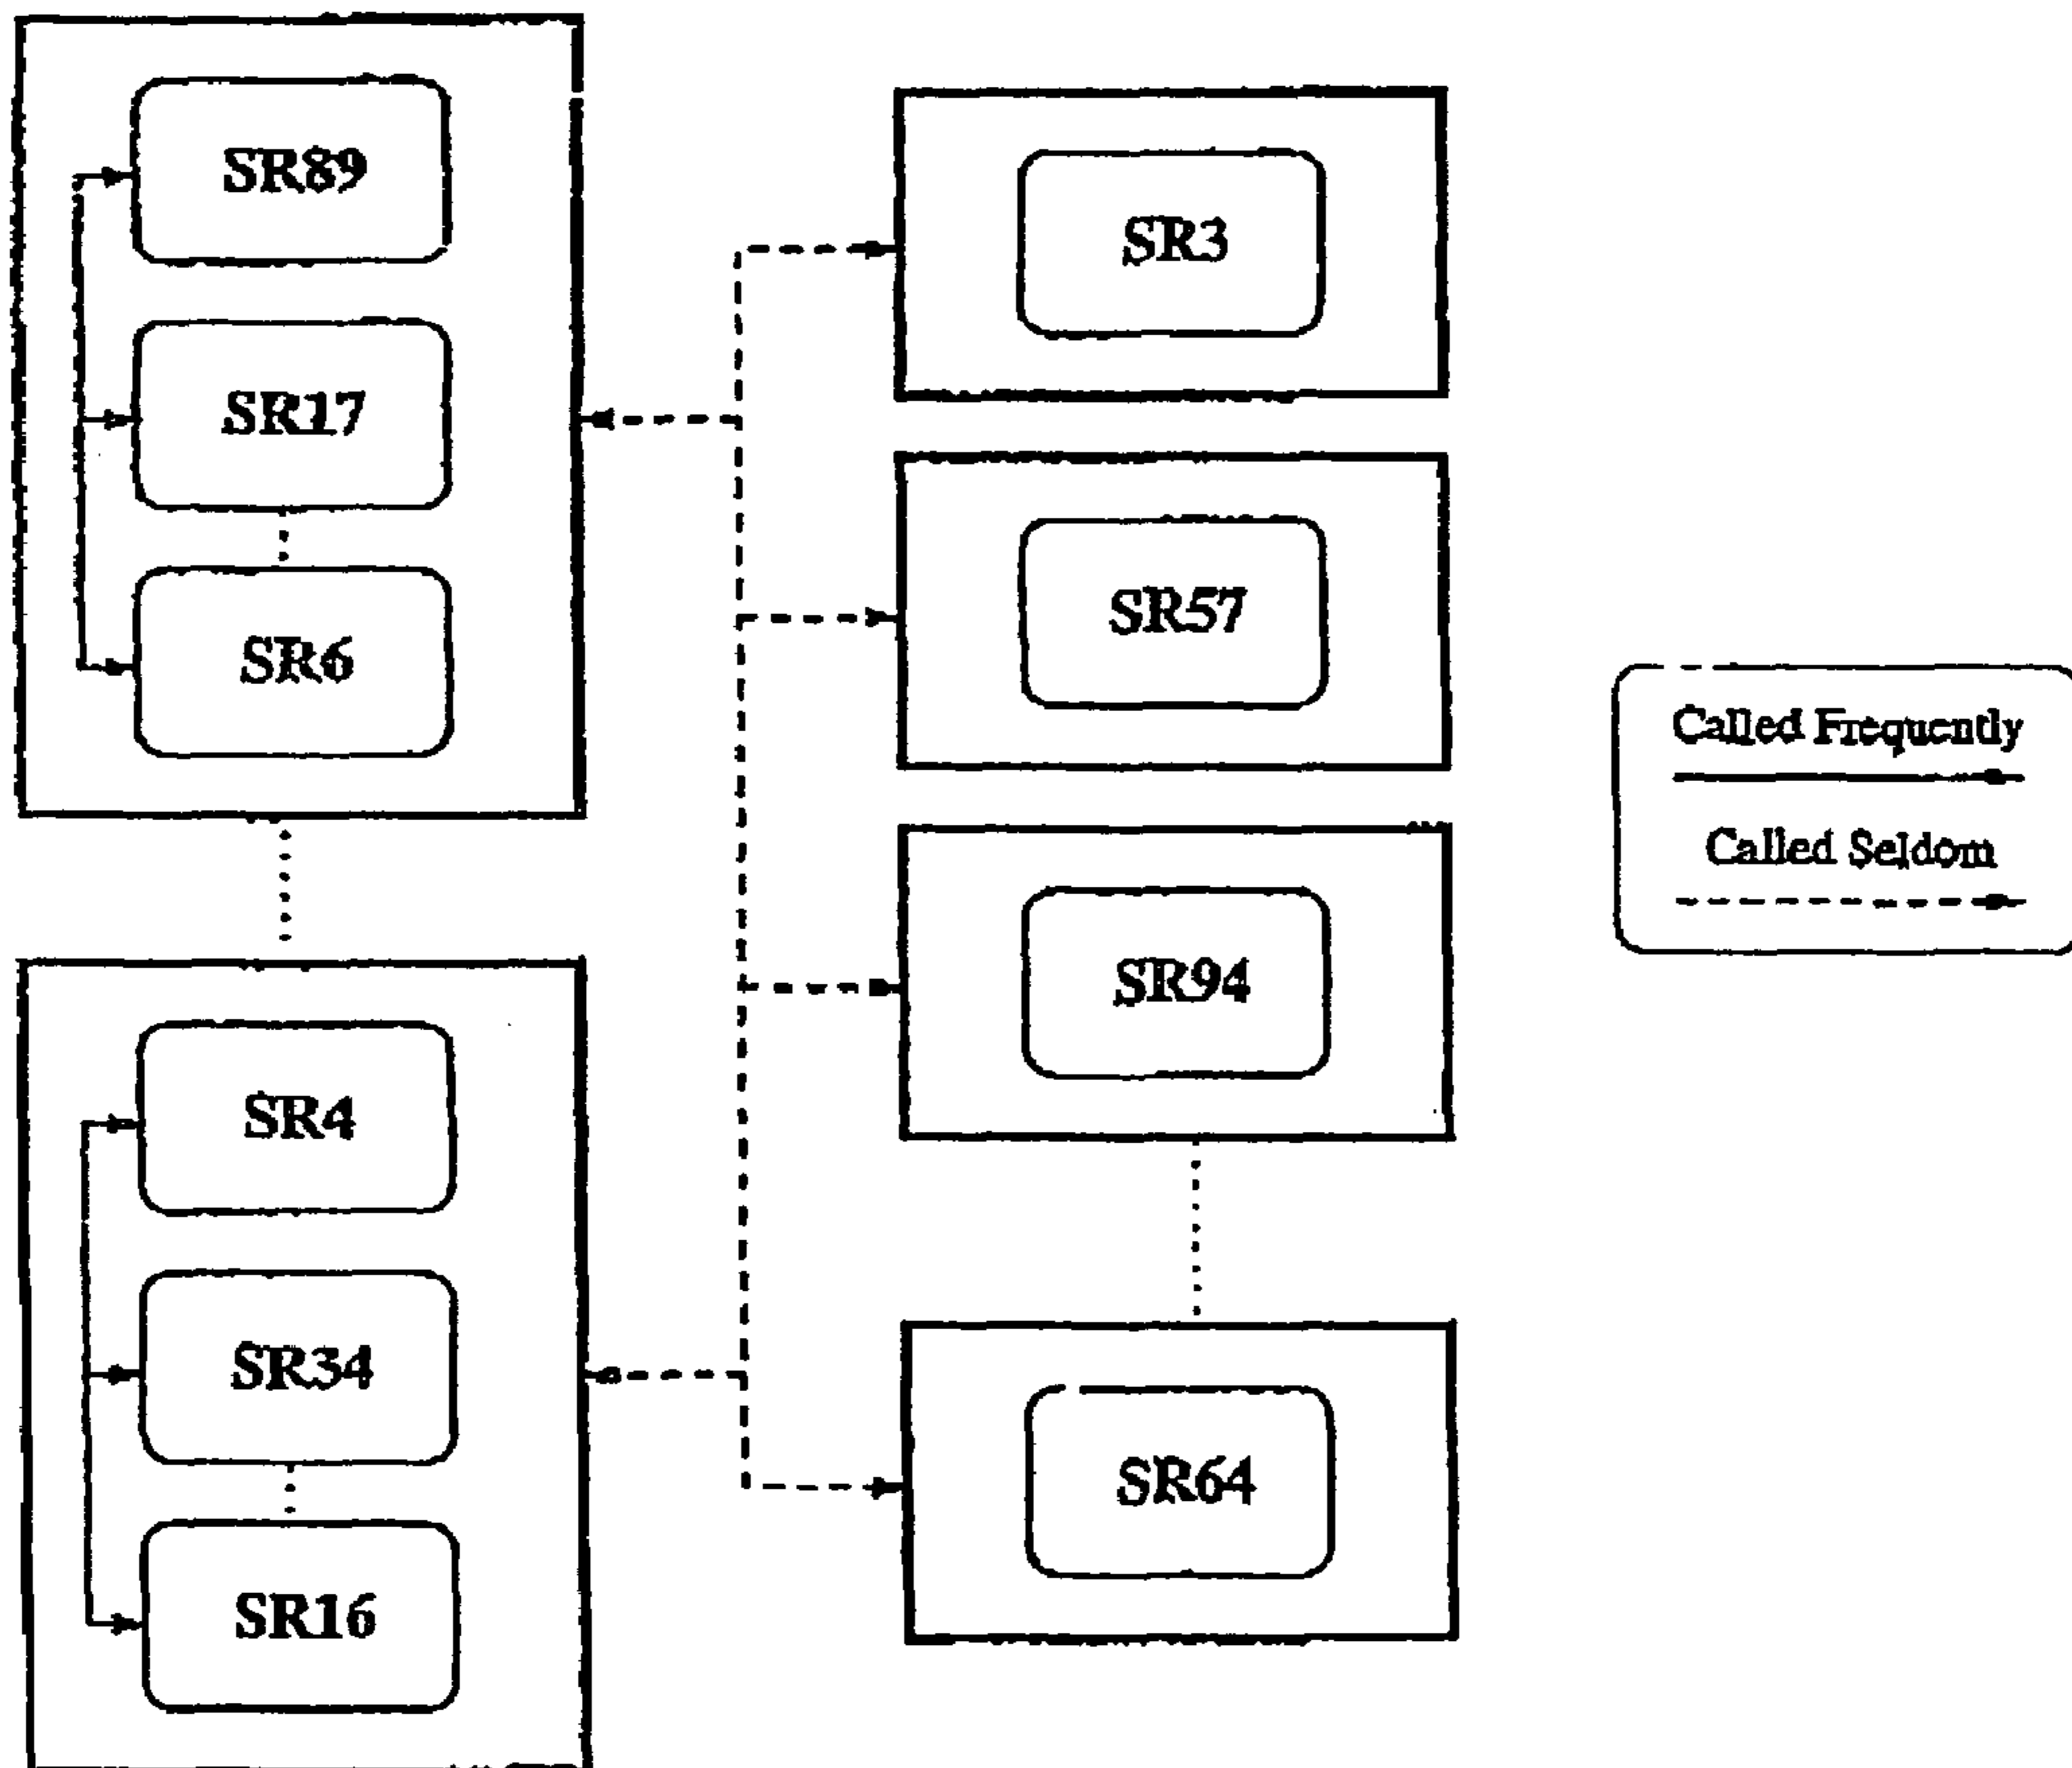 SR89
SR17
SR6
SR4
SR34
SR16
SR3
SR57
SR94
SR64
Called Frequently
Called Seldom